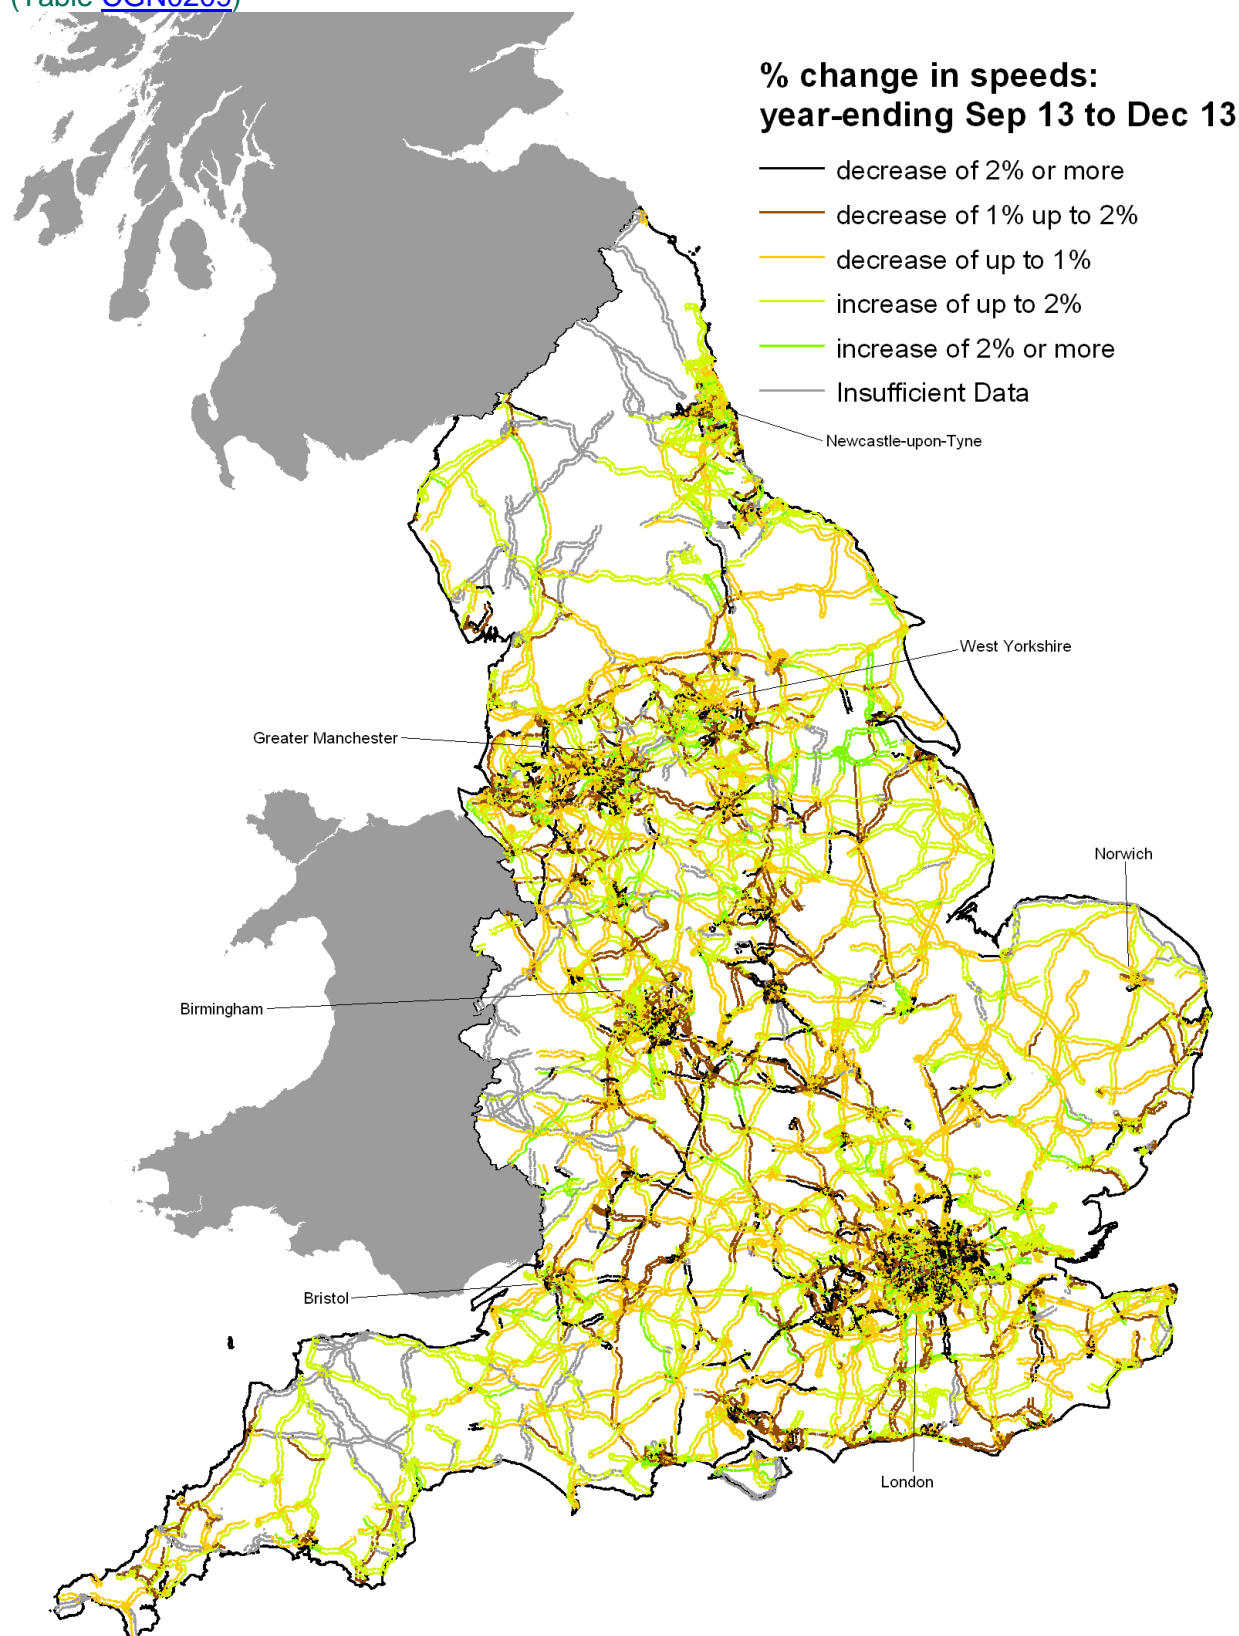 (Table CGN0209)
% change in speeds:
year-ending Sep 13 to Dec 13
decrease of 2% or more
decrease of 1% up to 2%
decrease of up to 1%
increase of up to 2%
increase of 2% or more
Insufficient Data
Newcastle-upon-Tyne
West Yorkshire
Greater Manchester
Norwich
Birmingham
Bristol
London